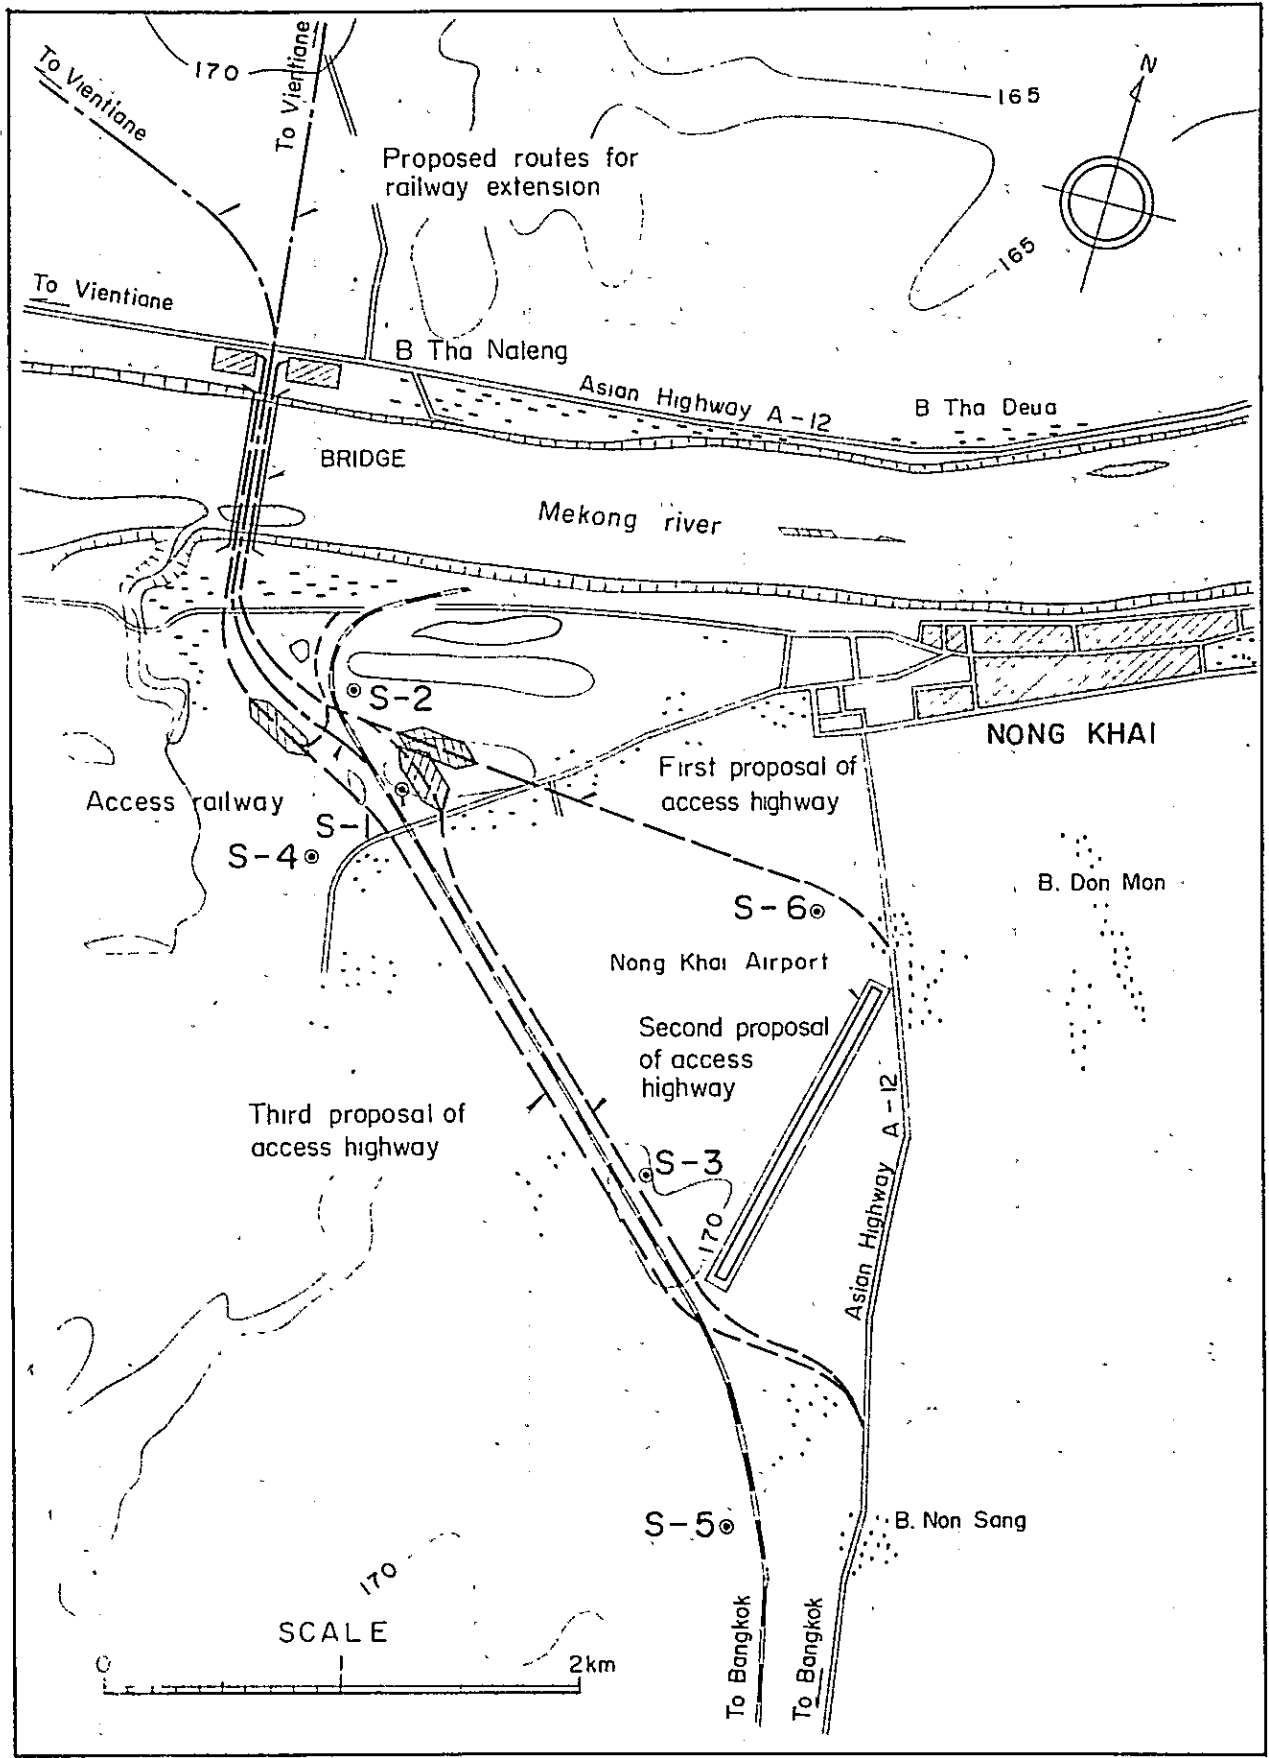 To Vientiane
To Vientiane
170
165
N
Proposed routes for
railway extension
165
To Vientiane
B Tha Naleng
Asian Highway A-12
B Tha Deua
BRIDGE
Mekong river
S-2
NONG KHAI
First proposal of
access highway
Access railway
S-1
S-4
B. Don Mon
S-6
Nong Khai Airport
Second proposal
of access
highway
Third proposal of
access highway
Asian Highway A-12
S-3
170
S-5
B. Non Sang
170
To Bangkok
To Bangkok
SCALE
0
2km